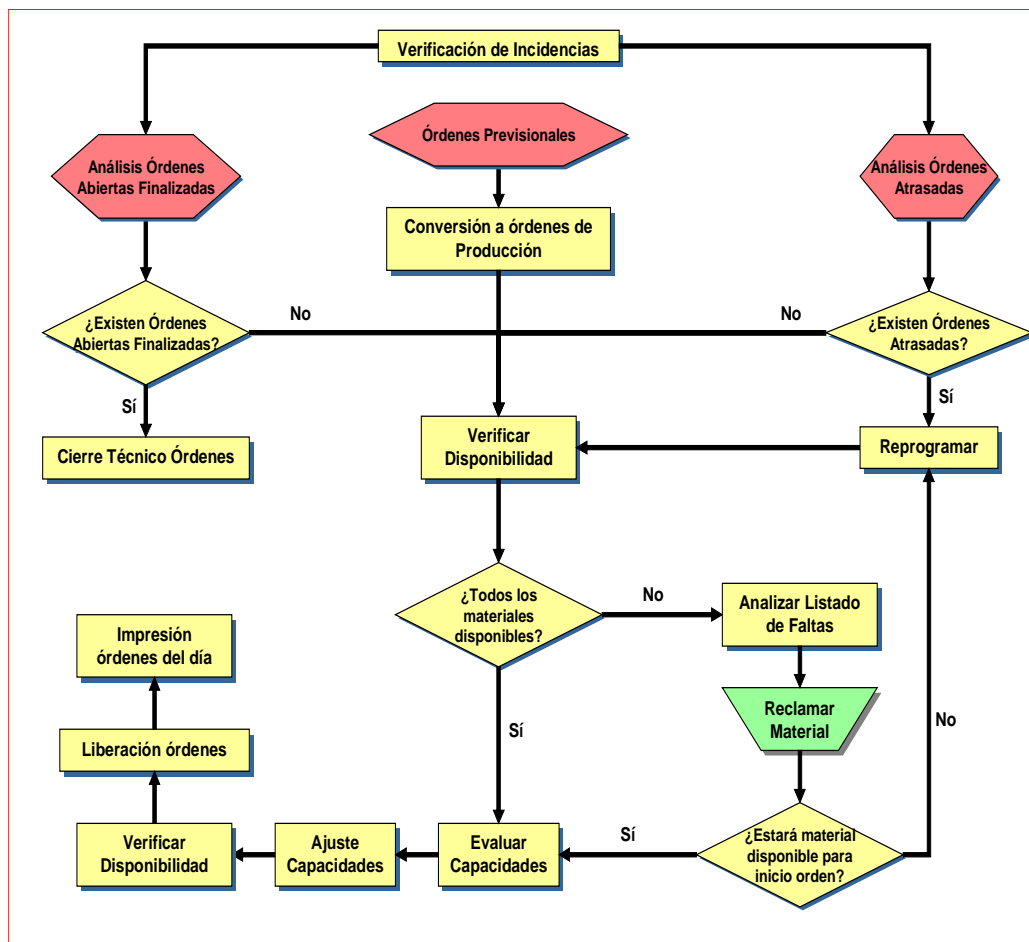 Verificación de Incidencias
Órdenes Previsionales
Análisis Órdenes
Abiertas Finalizadas
Análisis Órdenes
Atrasadas
Conversión a órdenes de
Producción
¿Existen Órdenes
Abiertas Finalizadas?
No
No
¿Existen Órdenes
Atrasadas?
Sí
Sí
Cierre Técnico Órdenes
Verificar
Disponibilidad
Reprogramar
¿Todos los
materiales
disponibles?
No
Analizar Listado
de Faltas
Impresión
órdenes del día
Reclamar
Material
No
Sí
Liberación órdenes
Verificar
Disponibilidad
Ajuste
Capacidades
Evaluar
Capacidades
Sí
¿Estará material
disponible para
inicio orden?